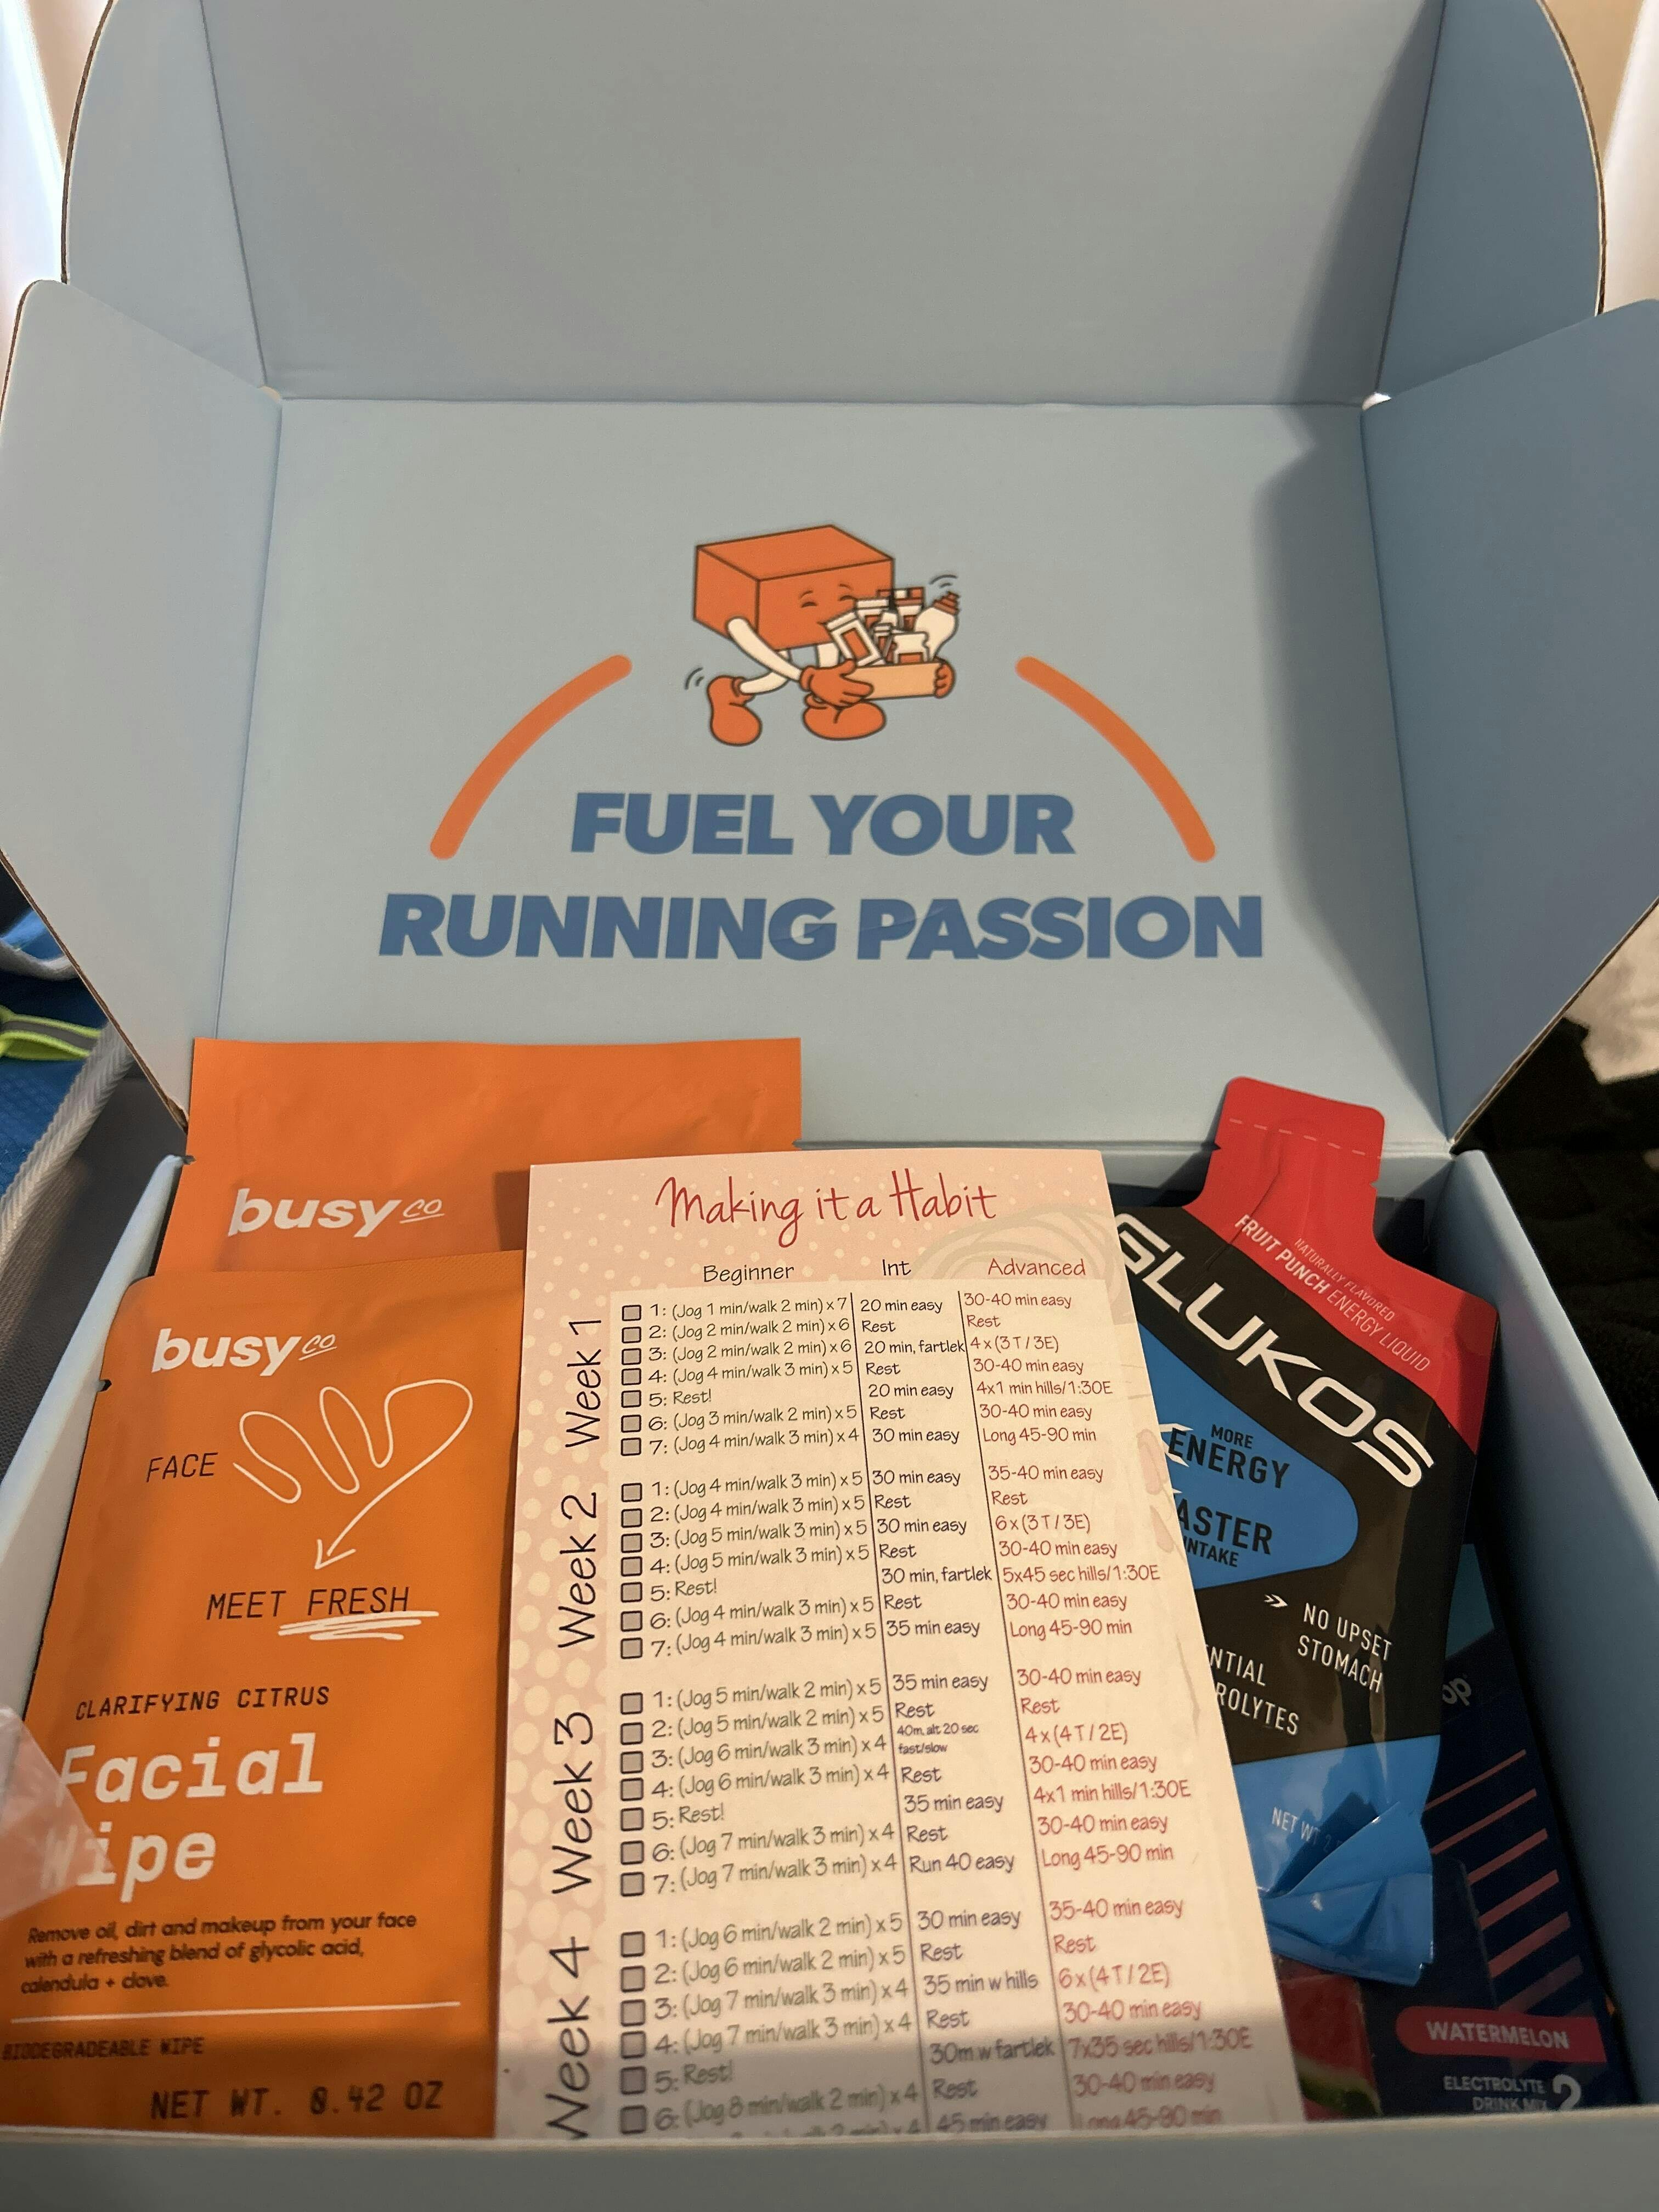 FUEL YOUR
RUNNING PASSION
busy co
busy co
FACE
MEET FRESH
CLARIFYING CITRUS
Facial
Wipe
Remove oil, dirt and makeup from your face
with a refreshing blend of glycolic acid,
calendula + clove.
BIODEGRADEABLE WIPE
NET WT. 0.42 OZ
Making it a Habit
Beginner Int Advanced
Week 1
1: (Jog 1 min/walk 2 min) x 7 20 min easy 30-40 min easy
2: (Jog 2 min/walk 2 min) x 6 Rest Rest
3: (Jog 2 min/walk 2 min) x 6 20 min, fartlek 4 x (3 T / 3E)
4: (Jog 4 min/walk 3 min) x 5 Rest 30-40 min easy
5: Rest! 20 min easy 4x1 min hills/1:30E
6: (Jog 3 min/walk 2 min) x 5 Rest 30-40 min easy
7: (Jog 4 min/walk 3 min) x 4 30 min easy Long 45-90 min
Week 2
1: (Jog 4 min/walk 3 min) x 5 30 min easy 35-40 min easy
2: (Jog 4 min/walk 3 min) x 5 Rest Rest
3: (Jog 5 min/walk 3 min) x 5 30 min easy 6 x (3 T / 3E)
4: (Jog 5 min/walk 3 min) x 5 Rest 30-40 min easy
5: Rest! 30 min, fartlek 5x45 sec hills/1:30E
6: (Jog 4 min/walk 3 min) x 5 Rest 30-40 min easy
7: (Jog 4 min/walk 3 min) x 5 35 min easy Long 45-90 min
Week 3
1: (Jog 5 min/walk 2 min) x 5 35 min easy 30-40 min easy
2: (Jog 5 min/walk 2 min) x 5 Rest Rest
3: (Jog 6 min/walk 3 min) x 4 40m, alt 20 sec fast/slow 4 x (4 T / 2E)
4: (Jog 6 min/walk 3 min) x 4 Rest 30-40 min easy
5: Rest! 35 min easy 4x1 min hills/1:30E
6: (Jog 7 min/walk 3 min) x 4 Rest 30-40 min easy
7: (Jog 7 min/walk 3 min) x 4 Run 40 easy Long 45-90 min
Week 4
1: (Jog 6 min/walk 2 min) x 5 30 min easy 35-40 min easy
2: (Jog 6 min/walk 2 min) x 5 Rest Rest
3: (Jog 7 min/walk 3 min) x 4 35 min w hills 6 x (4 T / 2E)
4: (Jog 7 min/walk 3 min) x 4 Rest 30-40 min easy
5: Rest! 30m w fartlek 7x35 sec hills/1:30E
6: (Jog 8 min/walk 2 min) x 4 Rest 30-40 min easy
45 min easy Long 45-90 min
NATURALLY FLAVORED
FRUIT PUNCH ENERGY LIQUID
GLUKOS
MORE
ENERGY
ASTER
INTAKE
NO UPSET
STOMACH
NTIAL
ROLYTES
NET WT
WATERMELON
ELECTROLYTE
DRINK MIX
2